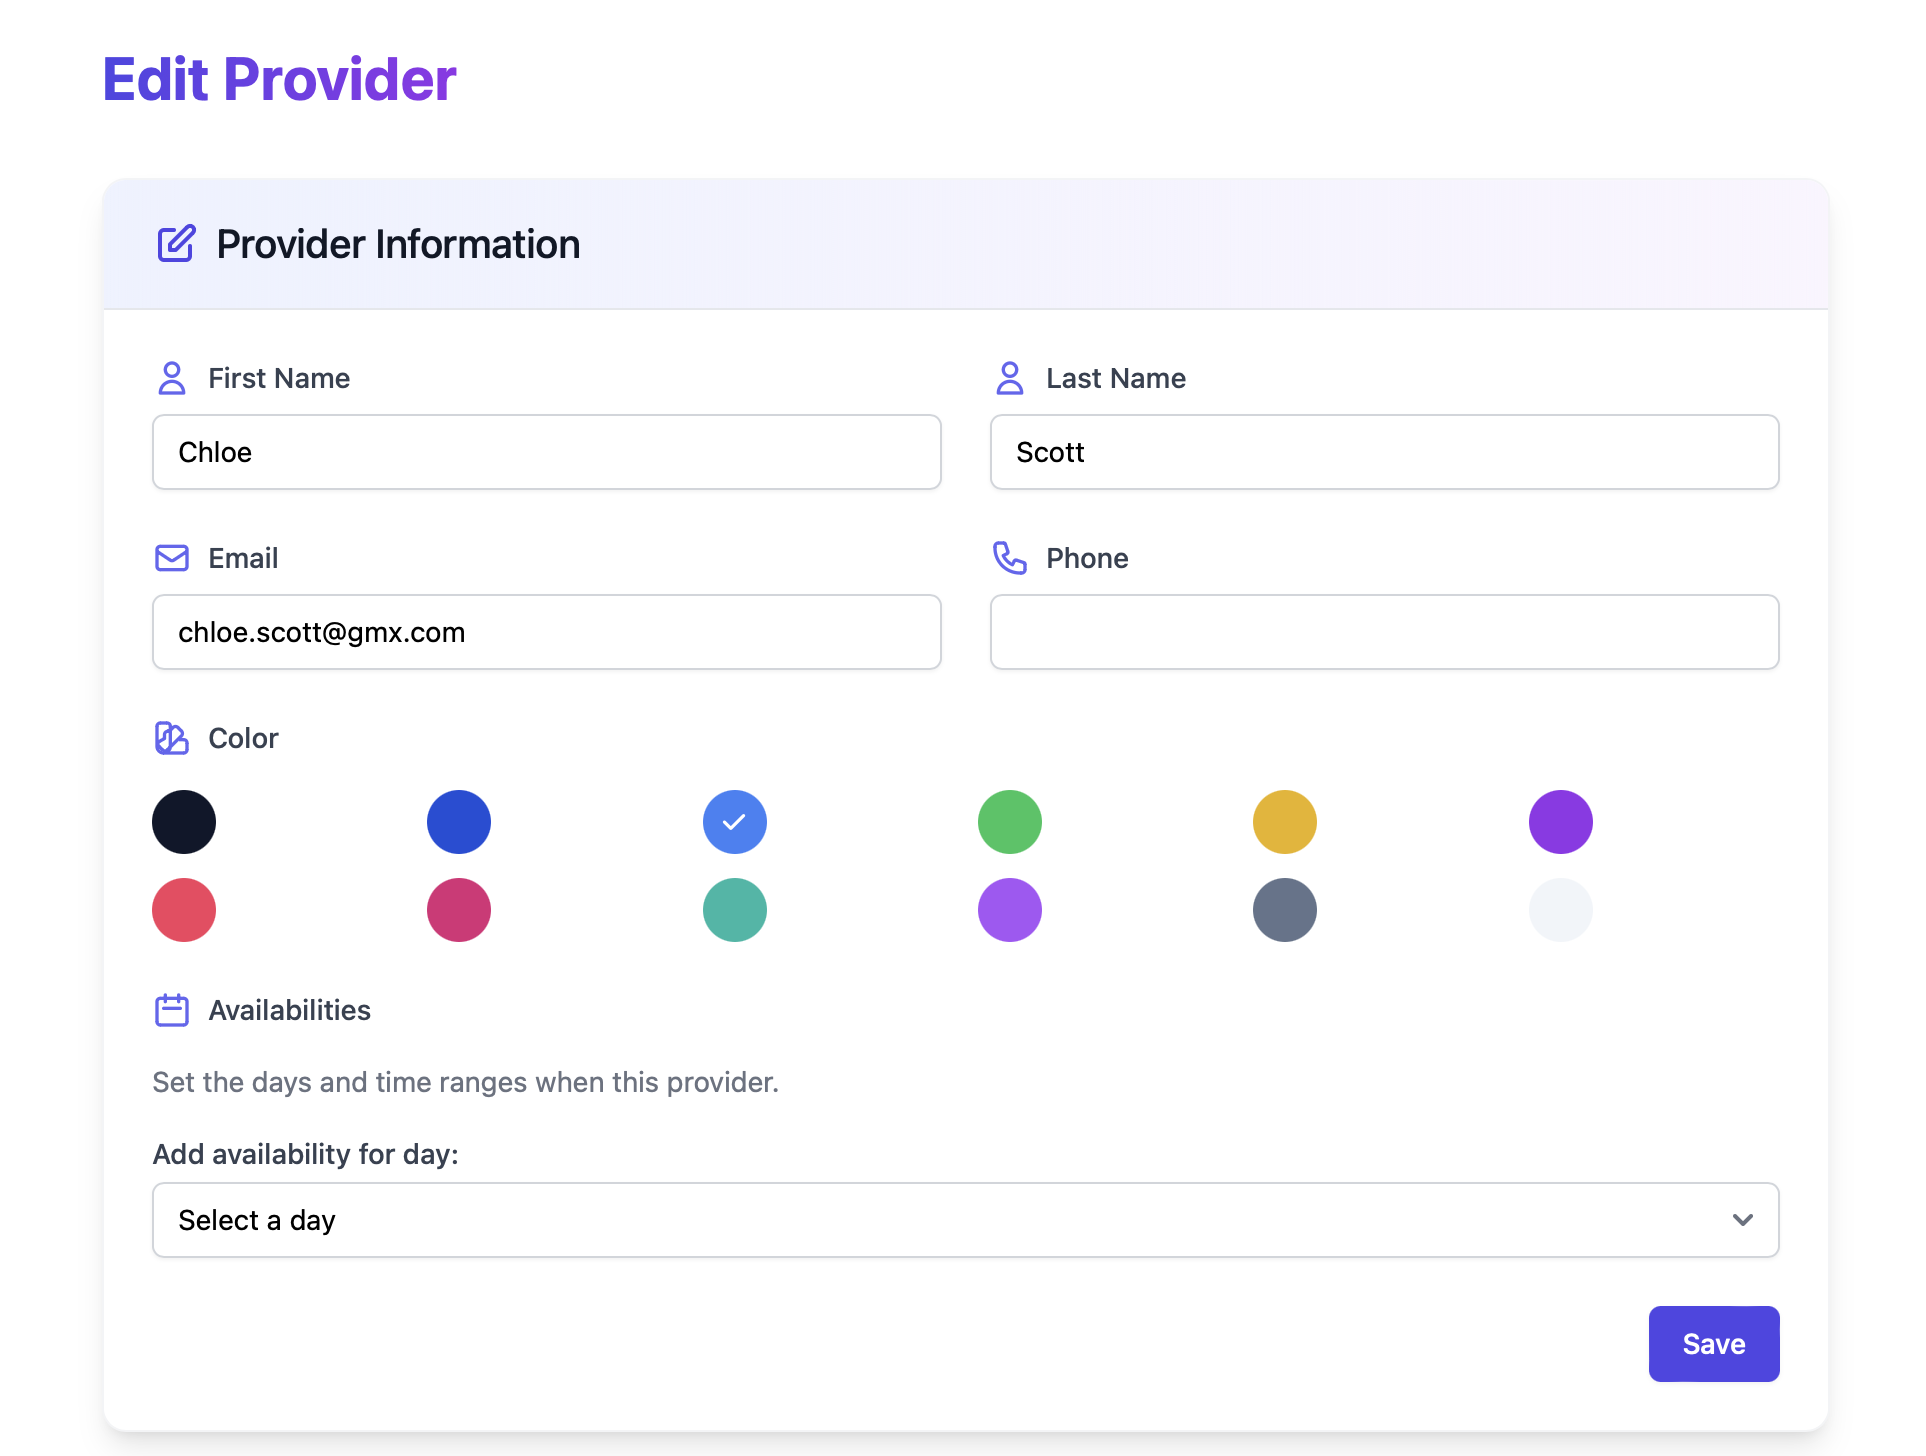 Edit Provider
Provider Information
First Name
Last Name
Chloe
Scott
Email
Phone
chloe.scott@gmx.com
Color
Availabilities
Set the days and time ranges when this provider.
Add availability for day:
Select a day
Save